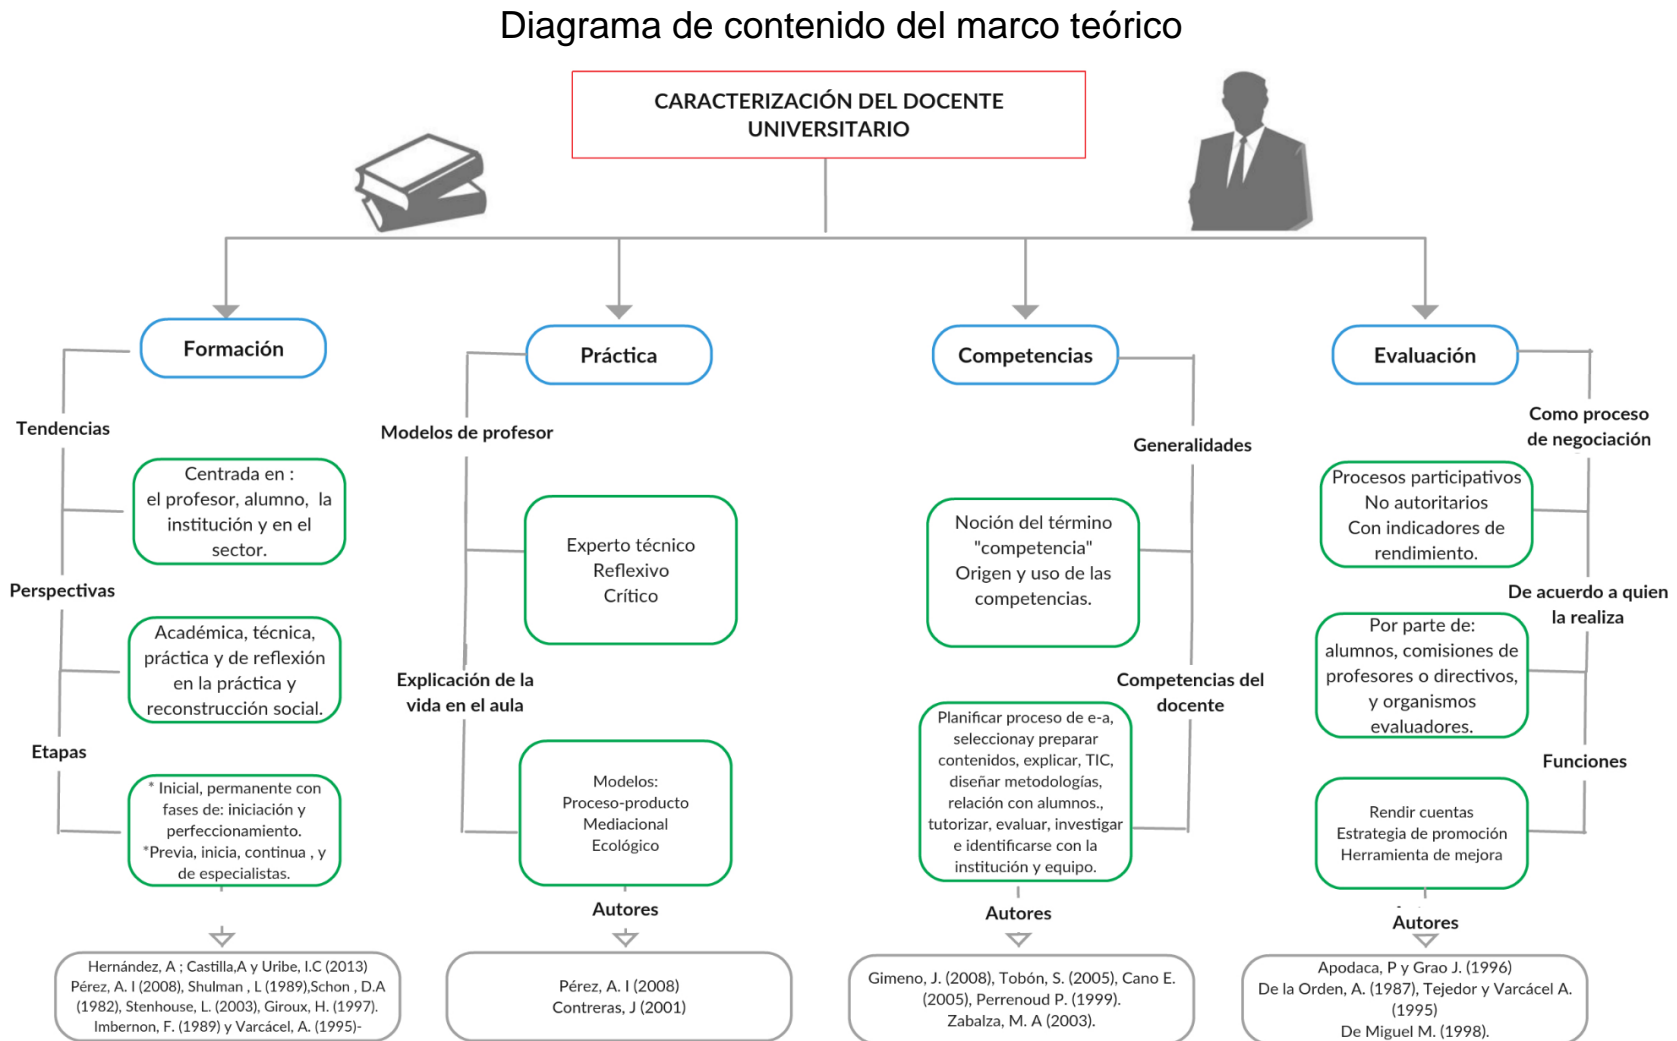 Diagrama de contenido del marco teórico
CARACTERIZACIÓN DEL DOCENTE
UNIVERSITARIO
Formación
Tendencias
Centrada en :
el profesor, alumno, la
institución y en el
sector.
Perspectivas
Académica, técnica,
práctica y de reflexión
en la práctica y
reconstrucción social.
Etapas
* Inicial, permanente con
fases de: iniciación y
perfeccionamiento.
*Previa, inicia, continua , y
de especialistas.
Hernández, A ; Castilla,A y Uribe, I.C (2013)
Pérez, A. I (2008), Shulman , L (1989),Schon , D.A
(1982), Stenhouse, L. (2003), Giroux, H. (1997).
Imbernon, F. (1989) y Varcácel, A. (1995)-
Práctica
Modelos de profesor
Experto técnico
Reflexivo
Crítico
Explicación de la
vida en el aula
Modelos:
Proceso-producto
Mediacional
Ecológico
Autores
Pérez, A. I (2008)
Contreras, J (2001)
Competencias
Generalidades
Noción del término
"competencia"
Origen y uso de las
competencias.
Competencias del
docente
Planificar proceso de e-a,
seleccionay preparar
contenidos, explicar, TIC,
diseñar metodologías,
relación con alumnos.,
tutorizar, evaluar, investigar
e identificarse con la
institución y equipo.
Autores
Gimeno, J. (2008), Tobón, S. (2005), Cano E.
(2005), Perrenoud P. (1999).
Zabalza, M. A (2003).
Evaluación
Como proceso
de negociación
Procesos participativos
No autoritarios
Con indicadores de
rendimiento.
De acuerdo a quien
la realiza
Por parte de:
alumnos, comisiones de
profesores o directivos,
y organismos
evaluadores.
Funciones
Rendir cuentas
Estrategia de promoción
Herramienta de mejora
Autores
Apodaca, P y Grao J. (1996)
De la Orden, A. (1987), Tejedor y Varcácel A.
(1995)
De Miguel M. (1998).